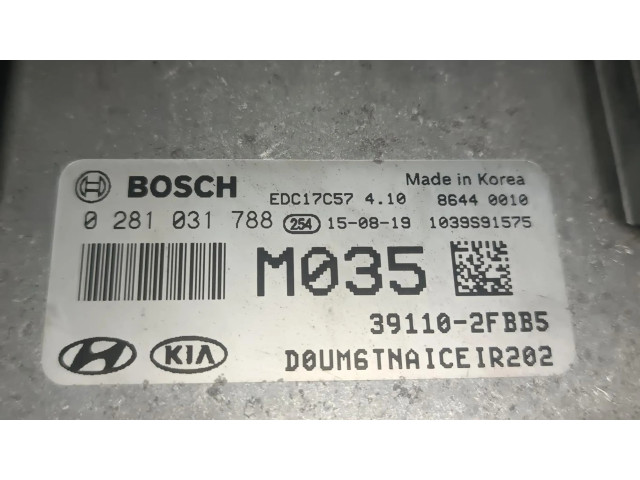 BOSCH EDC17C57 4.10 Made in Korea 8644 0010
0 281 031 788 254 15-08-19 1039S91575
M035
39110-2FBB5
KIA D0UM6TNAICEIR202